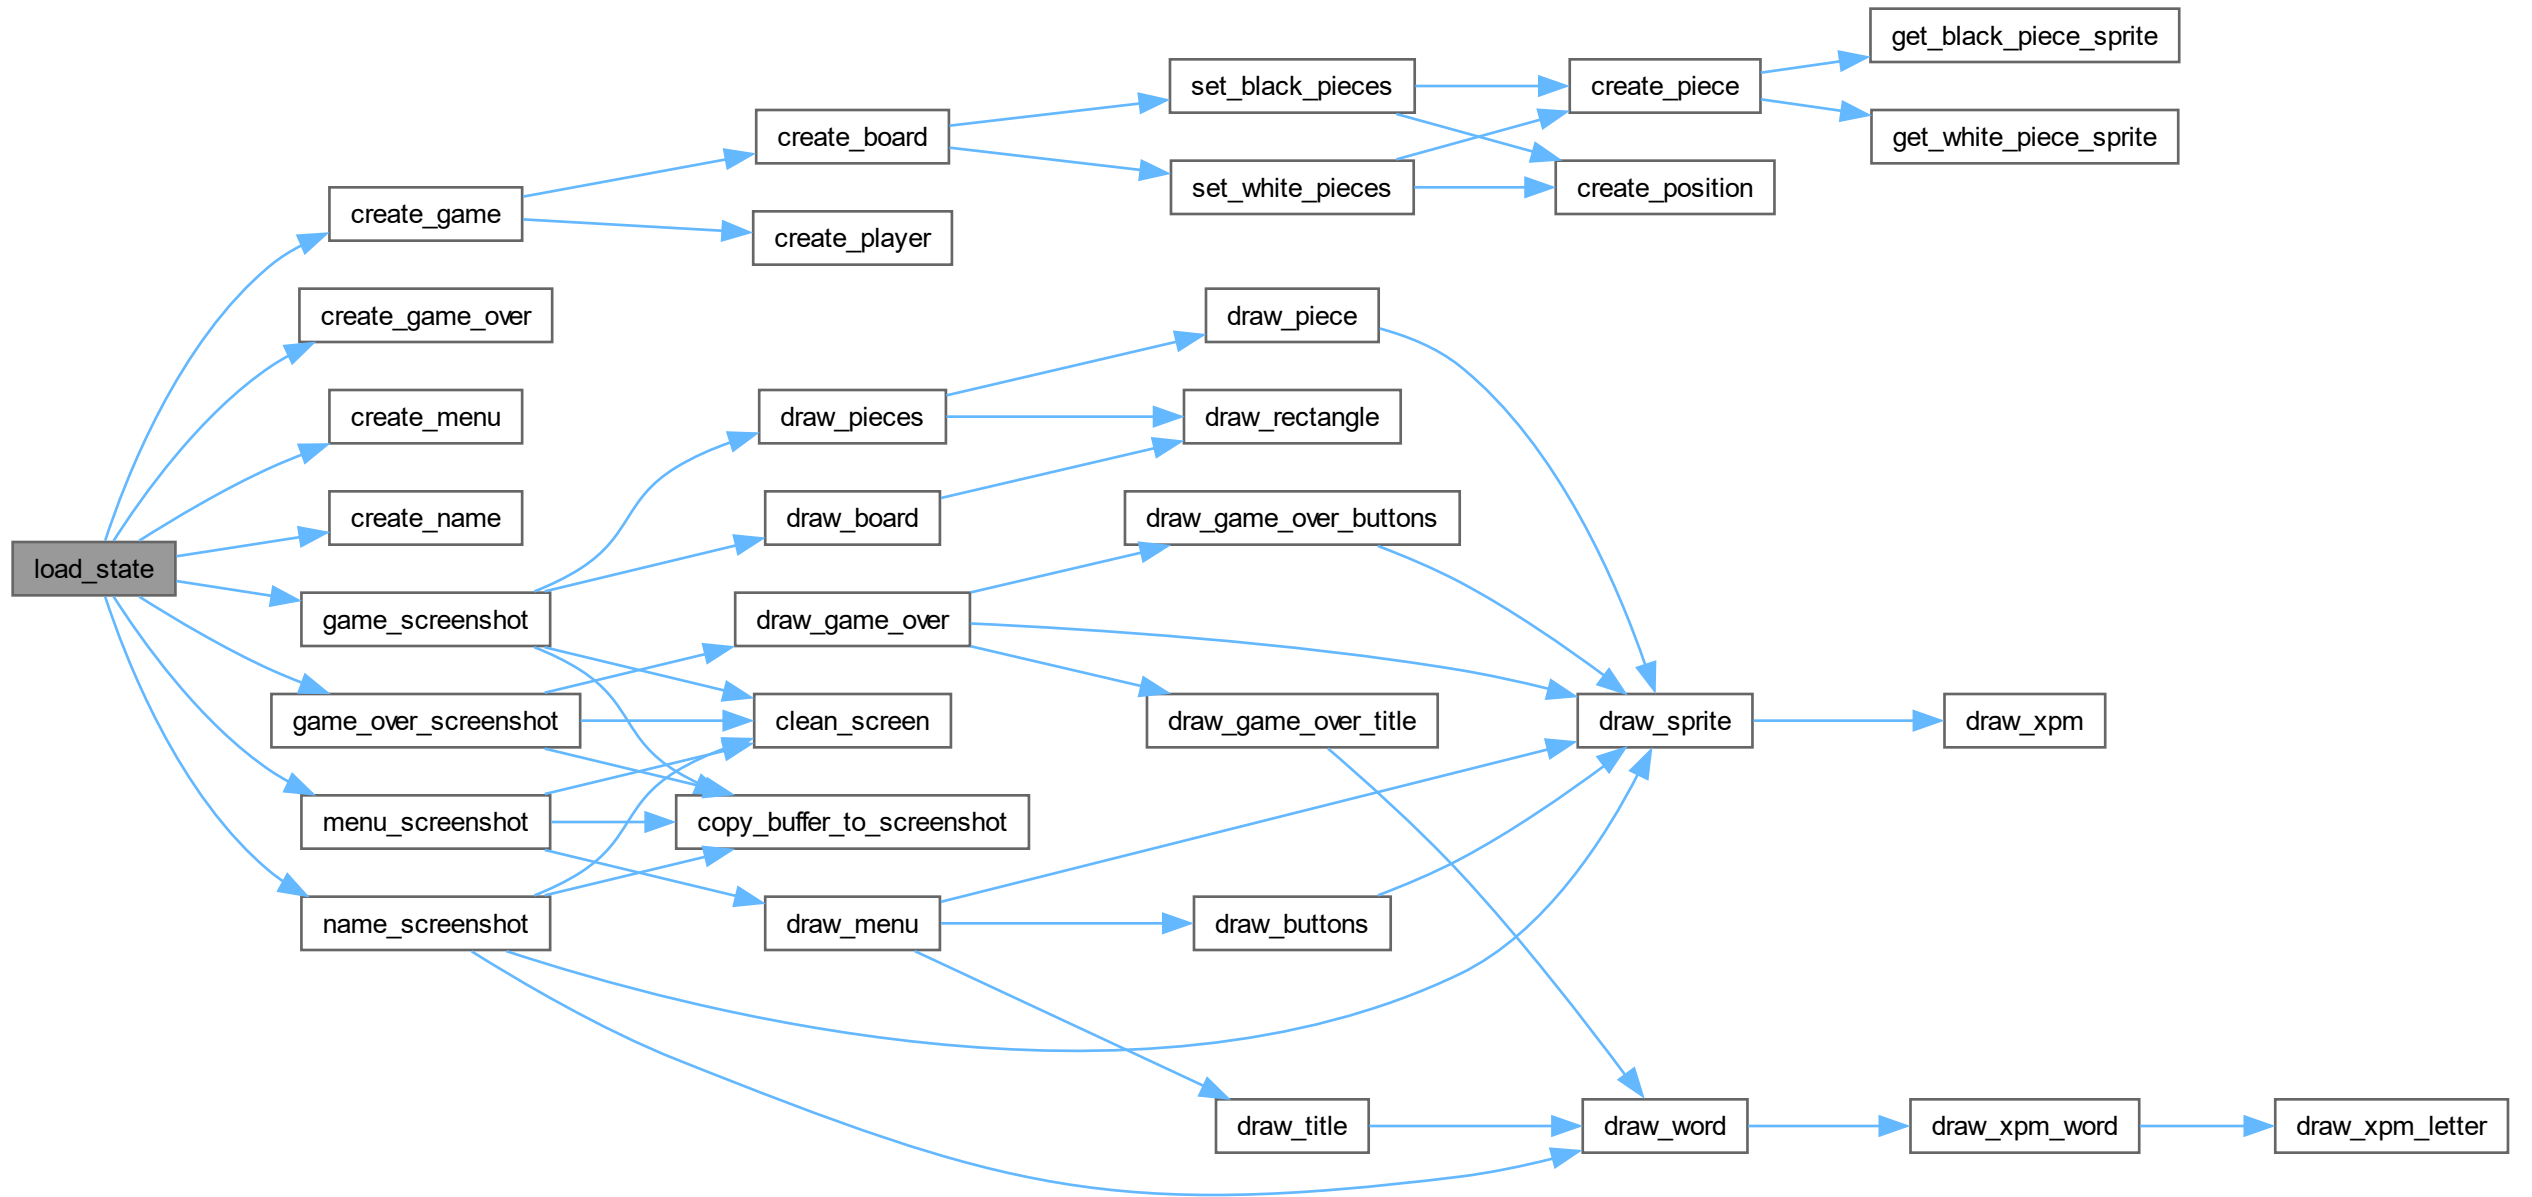 load_state
create_game
create_game_over
create_menu
create_name
game_screenshot
game_over_screenshot
menu_screenshot
name_screenshot
create_board
create_player
draw_pieces
draw_board
draw_game_over
clean_screen
copy_buffer_to_screenshot
draw_menu
set_black_pieces
set_white_pieces
draw_piece
draw_rectangle
draw_game_over_buttons
draw_game_over_title
draw_buttons
draw_title
create_piece
create_position
draw_sprite
draw_word
get_black_piece_sprite
get_white_piece_sprite
draw_xpm
draw_xpm_word
draw_xpm_letter